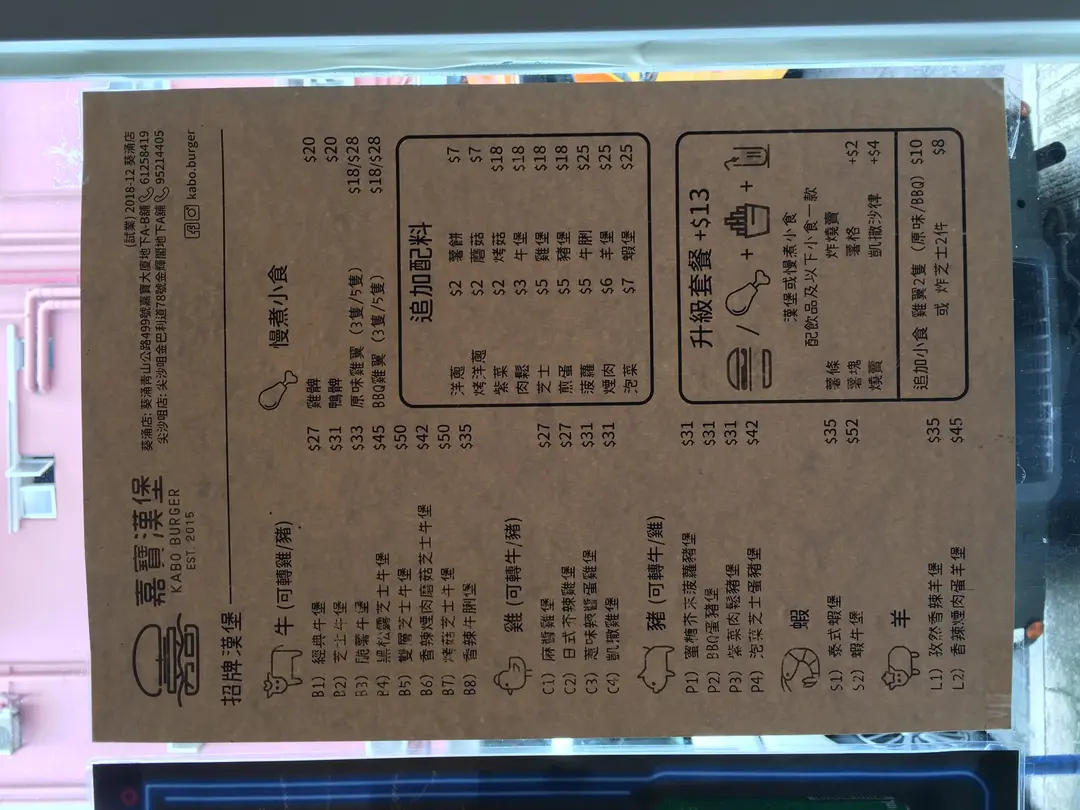 嘉寶漢堡
KABO BURGER
EST. 2015
(試業) 2018-12 葵涌店
葵涌店: 葵涌青山公路499號嘉寶大廈地下A-B舖 61258419
尖沙咀店: 尖沙咀金巴利道78號金輝閣地下A舖 95214405
kabo.burger
招牌漢堡
牛 (可轉雞/豬)
B1) 經典牛堡 $27
B2) 芝士牛堡 $31
B3) 脆薯牛堡 $33
B4) 黑松露芝士牛堡 $45
B5) 雙層芝士牛堡 $50
B6) 香辣煙肉蘑菇芝士牛堡 $42
B7) 烤菇芝士牛堡 $50
B8) 香辣牛脷堡 $35
雞 (可轉牛/豬)
C1) 麻醬雞堡 $27
C2) 日式芥辣雞堡 $27
C3) 蔥味辣醬蛋雞堡 $31
C4) 凱撒雞堡 $31
豬 (可轉牛/雞)
P1) 蜜糖芥末菠蘿豬堡 $31
P2) BBQ蛋豬堡 $31
P3) 紫菜肉鬆豬堡 $31
P4) 泡菜芝士蛋豬堡 $42
蝦
S1) 泰式蝦堡 $35
S2) 蝦牛堡 $52
羊
L1) 孜然香辣羊堡 $35
L2) 香辣煙肉蛋羊堡 $45
慢煮小食
雞髀 $20
鴨髀 $20
原味雞翼 (3隻/5隻) $18/$28
BBQ雞翼 (3隻/5隻) $18/$28
追加配料
洋蔥 $2 薯餅 $7
烤洋蔥 $2 蘑菇 $7
紫菜 $2 烤菇 $18
肉鬆 $3 牛堡 $18
芝士 $5 雞堡 $18
煎蛋 $5 豬堡 $18
菠蘿 $5 牛脷 $25
煙肉 $6 羊堡 $25
泡菜 $7 蝦堡 $25
升級套餐 +$13
/ + +
漢堡或慢煮小食
配飲品及以下小食一款
薯條 炸燒賣 +$2
薯塊 薯格 +$4
燒賣 凱撒沙律
追加小食 雞翼2隻 (原味/BBQ) $10
或 炸芝士2件 $8